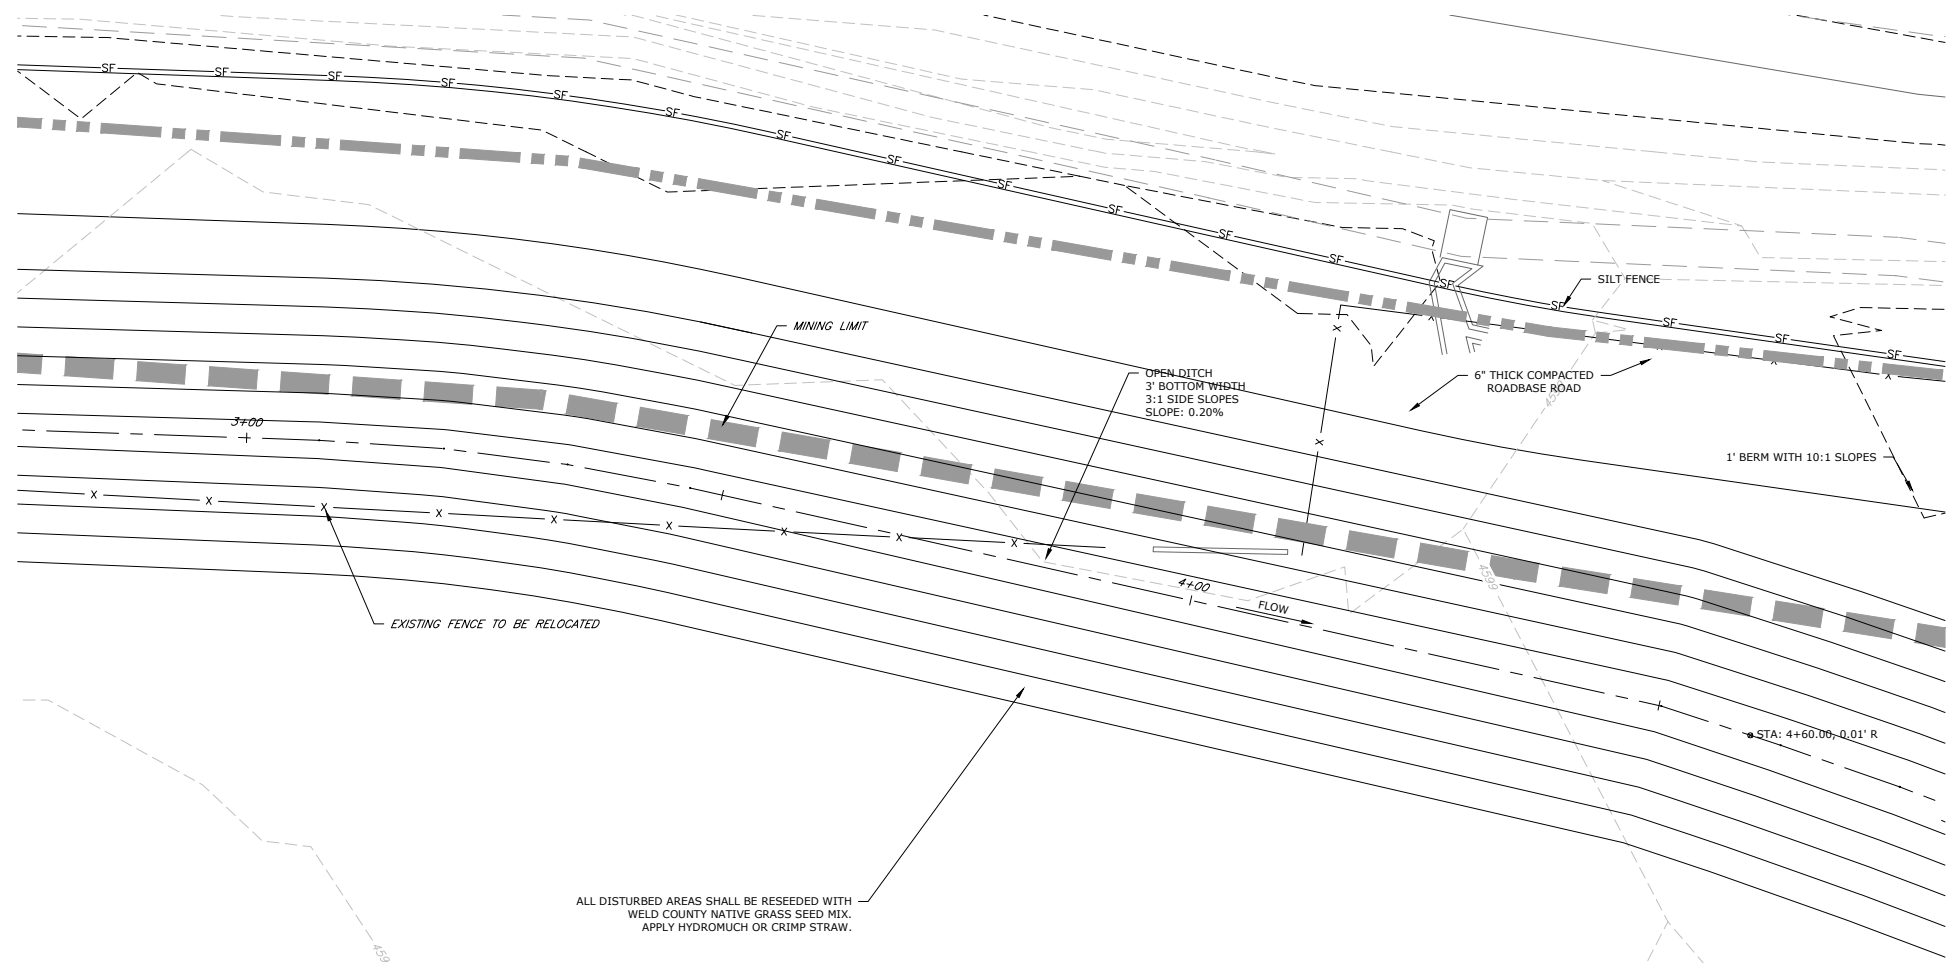 SF SF SF SF SF SF SF SF SF SF SF SF SF SF SF SF SF
SILT FENCE
MINING LIMIT
OPEN DITCH
3' BOTTOM WIDTH
3:1 SIDE SLOPES
SLOPE: 0.20%
6" THICK COMPACTED
ROADBASE ROAD
1' BERM WITH 10:1 SLOPES
3+00
X X X X X X X X X
X X
X X X X
4+00
FLOW
4599
EXISTING FENCE TO BE RELOCATED
STA: 4+60.00, 0.01' R
ALL DISTURBED AREAS SHALL BE RESEEDED WITH
WELD COUNTY NATIVE GRASS SEED MIX.
APPLY HYDROMUCH OR CRIMP STRAW.
459